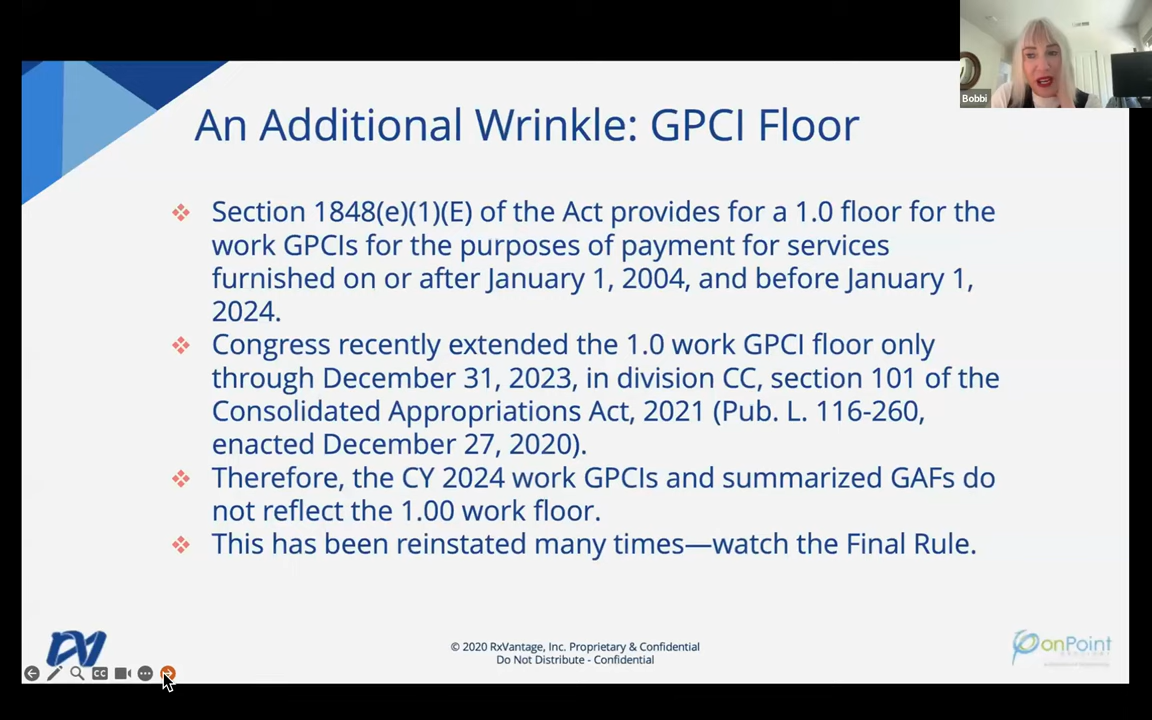 Bobbi
An Additional Wrinkle: GPCI Floor
Section 1848(e)(1)(E) of the Act provides for a 1.0 floor for the
work GPCIs for the purposes of payment for services
furnished on or after January 1, 2004, and before January 1,
2024.
Congress recently extended the 1.0 work GPCI floor only
through December 31, 2023, in division CC, section 101 of the
Consolidated Appropriations Act, 2021 (Pub. L. 116-260,
enacted December 27, 2020).
Therefore, the CY 2024 work GPCIs and summarized GAFs do
not reflect the 1.00 work floor.
This has been reinstated many times—watch the Final Rule.
© 2020 RxVantage, Inc. Proprietary & Confidential
Do Not Distribute - Confidential
onPoint
CC